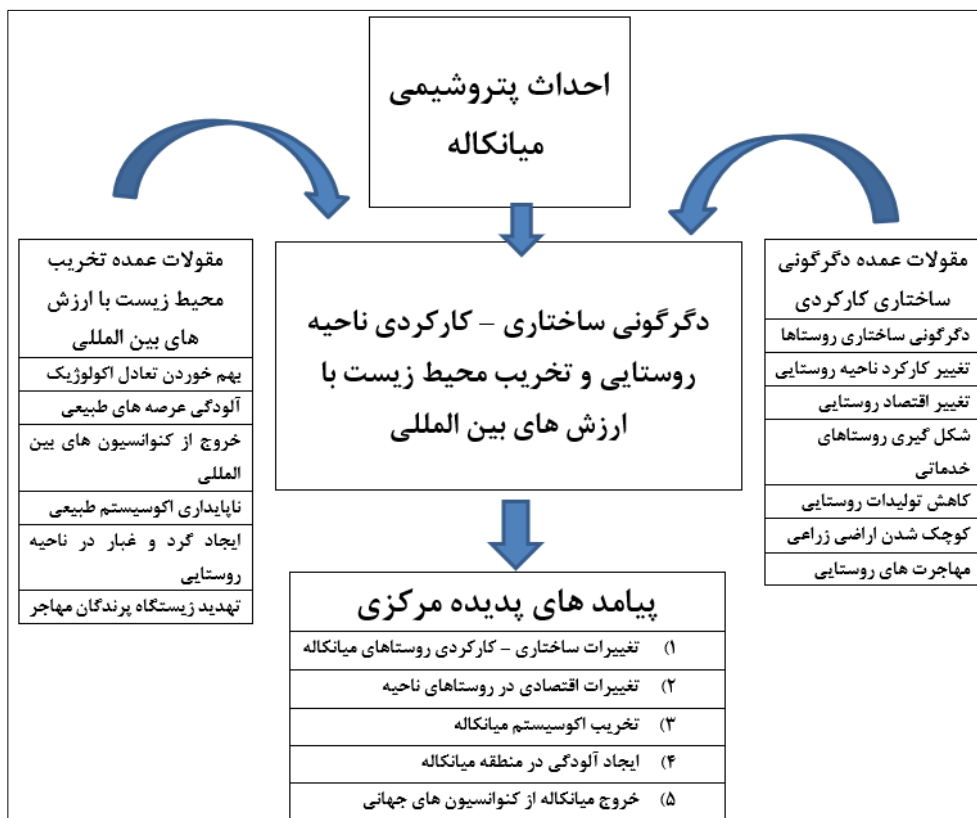 احداث پتروشیمی
میانکاله
مقولات عمده دگرگونی
ساختاری کارکردی
دگرگونی ساختاری روستاها
تغییر کارکرد ناحیه روستایی
تغییر اقتصاد روستایی
شکل گیری روستاهای
خدماتی
کاهش تولیدات روستایی
کوچک شدن اراضی زراعی
مهاجرت های روستایی
دگرگونی ساختاری – کارکردی ناحیه
روستایی و تخریب محیط زیست با
ارزش های بین المللی
مقولات عمده تخریب
محیط زیست با ارزش
های بین المللی
بهم خوردن تعادل اکولوژیک
آلودگی عرصه های طبیعی
خروج از کنوانسیون های بین
المللی
ناپایداری اکوسیستم طبیعی
ایجاد گرد و غبار در ناحیه
روستایی
تهدید زیستگاه پرندگان مهاجر
پیامد های پدیده مرکزی
۱) تغییرات ساختاری – کارکردی روستاهای میانکاله
۲) تغییرات اقتصادی در روستاهای ناحیه
۳) تخریب اکوسیستم میانکاله
۴) ایجاد آلودگی در منطقه میانکاله
۵) خروج میانکاله از کنوانسیون های جهانی